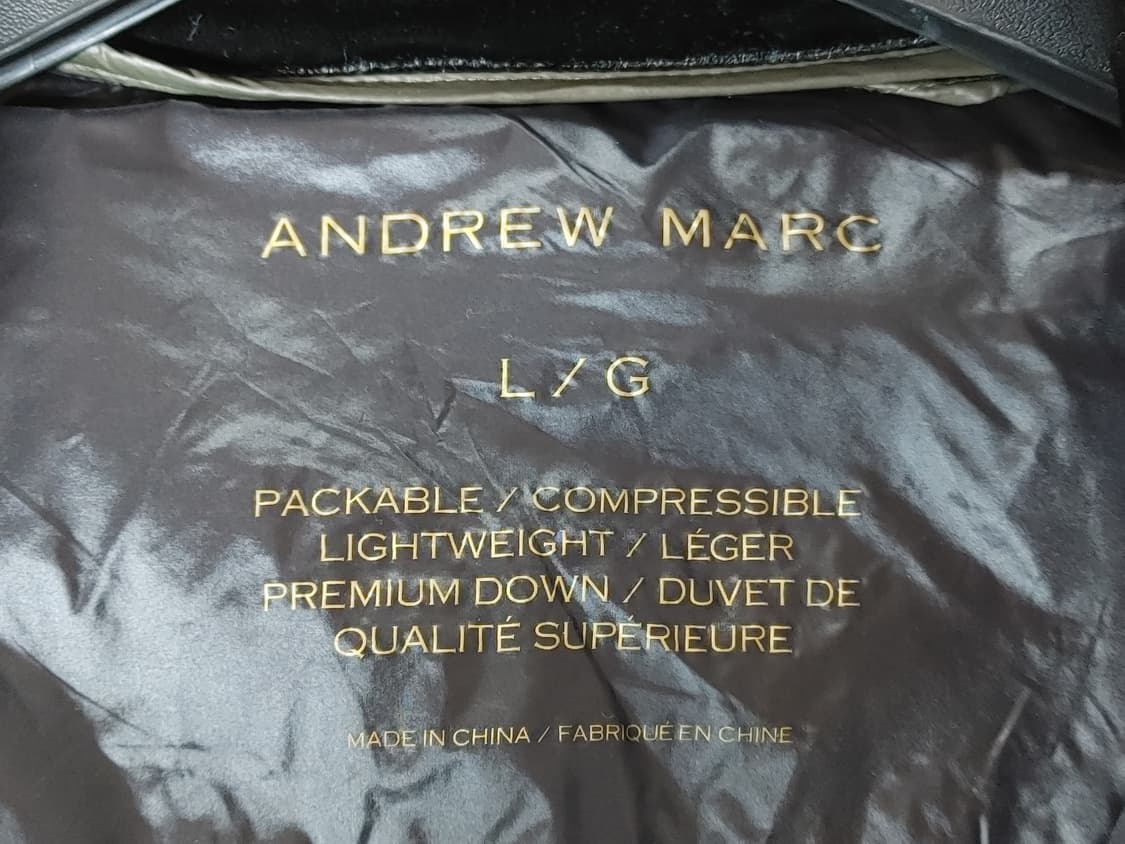 ANDREW MARC
L / G
PACKABLE / COMPRESSIBLE
LIGHTWEIGHT / LÉGER
PREMIUM DOWN / DUVET DE
QUALITÉ SUPÉRIEURE
MADE IN CHINA / FABRIQUÉ EN CHINE